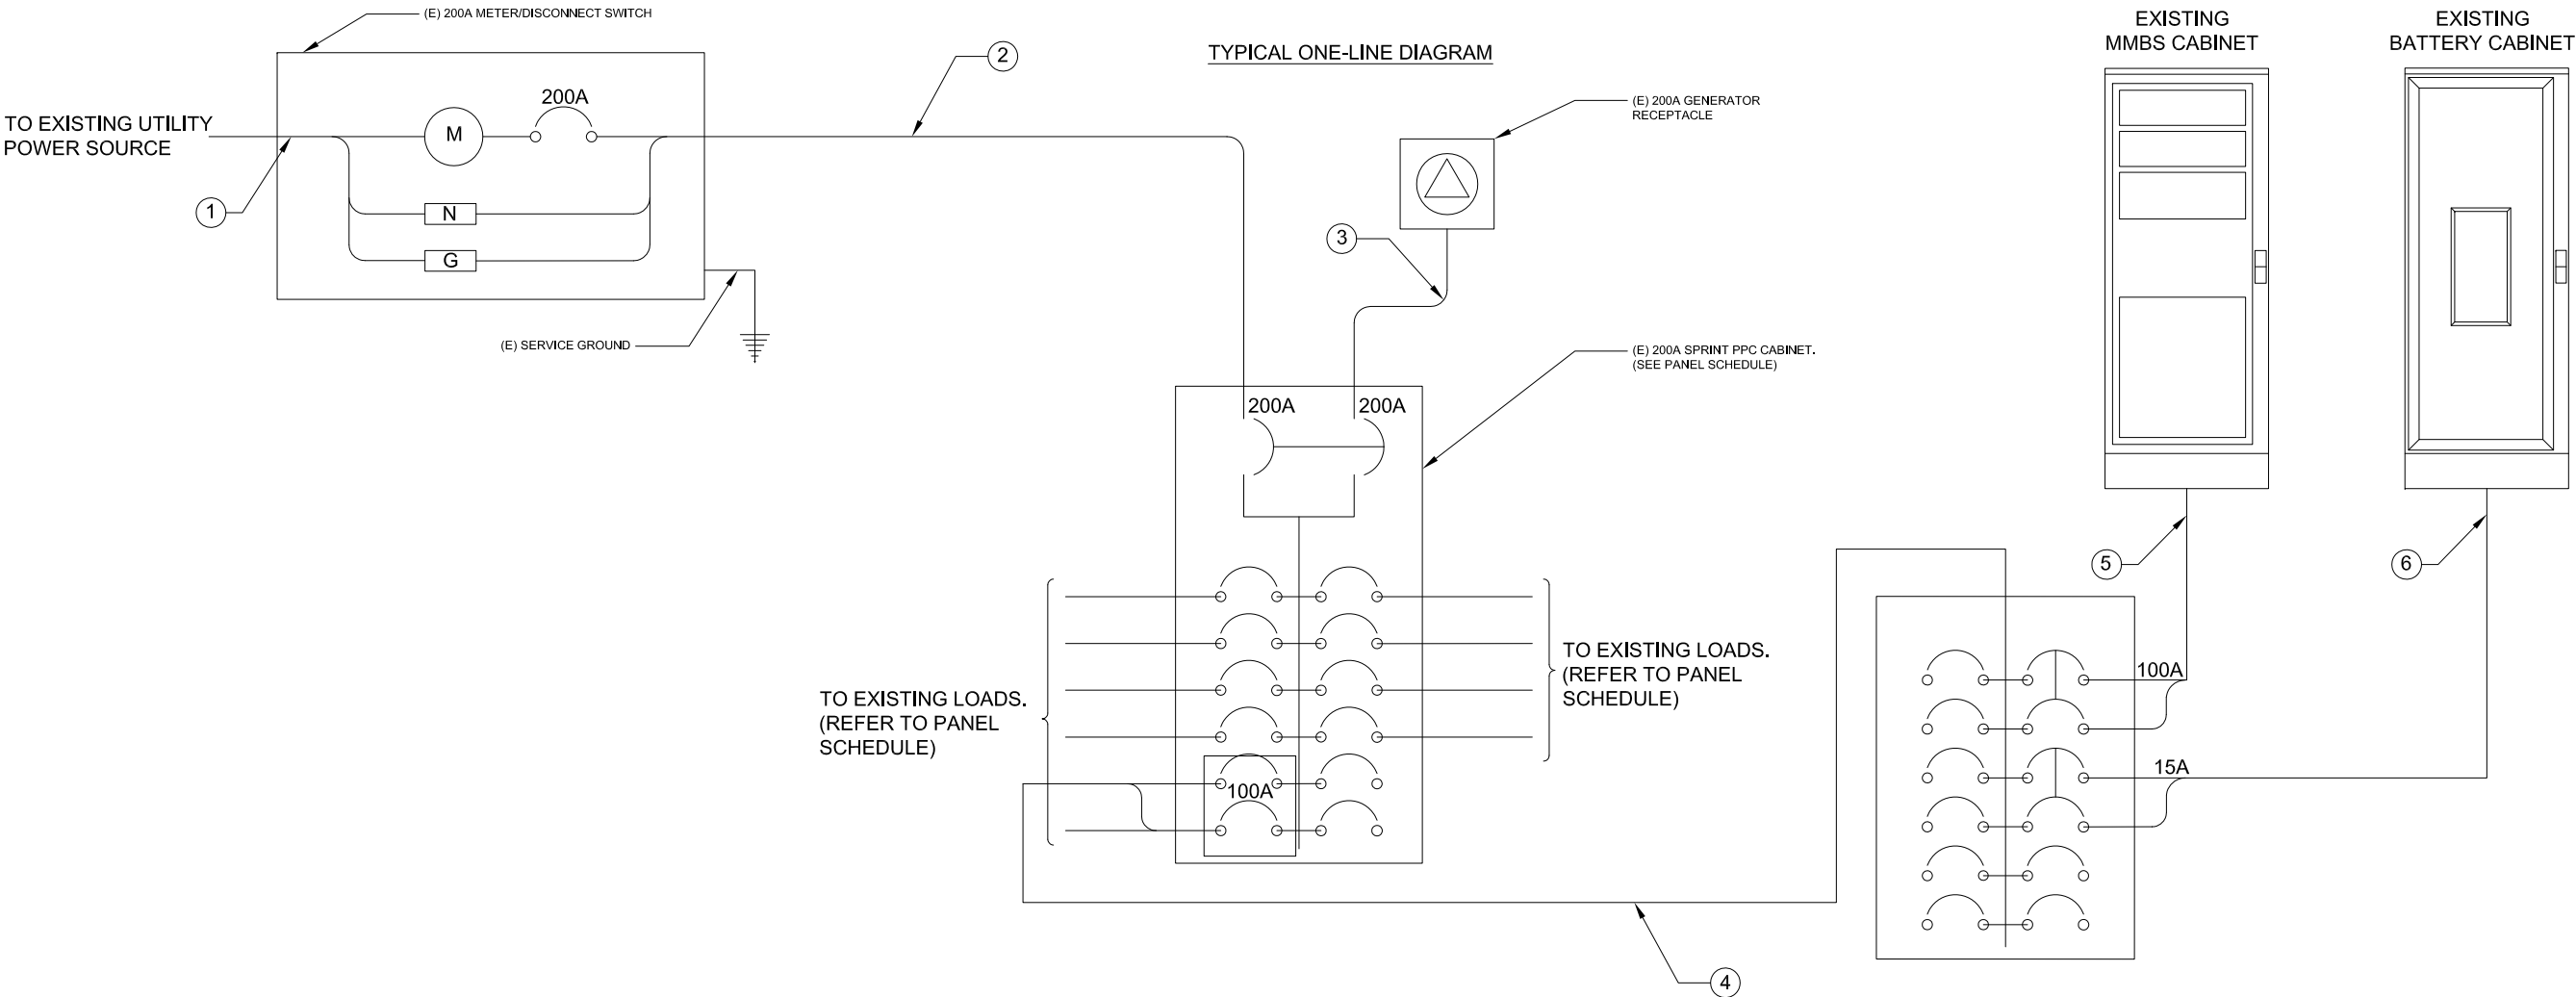 (E) 200A METER/DISCONNECT SWITCH
TYPICAL ONE-LINE DIAGRAM
EXISTING
MMBS CABINET
EXISTING
BATTERY CABINET
TO EXISTING UTILITY
POWER SOURCE
1
M
200A
N
G
(E) SERVICE GROUND
2
(E) 200A GENERATOR
RECEPTACLE
3
(E) 200A SPRINT PPC CABINET.
(SEE PANEL SCHEDULE)
200A
200A
TO EXISTING LOADS.
(REFER TO PANEL
SCHEDULE)
TO EXISTING LOADS.
(REFER TO PANEL
SCHEDULE)
100A
4
5
6
100A
15A